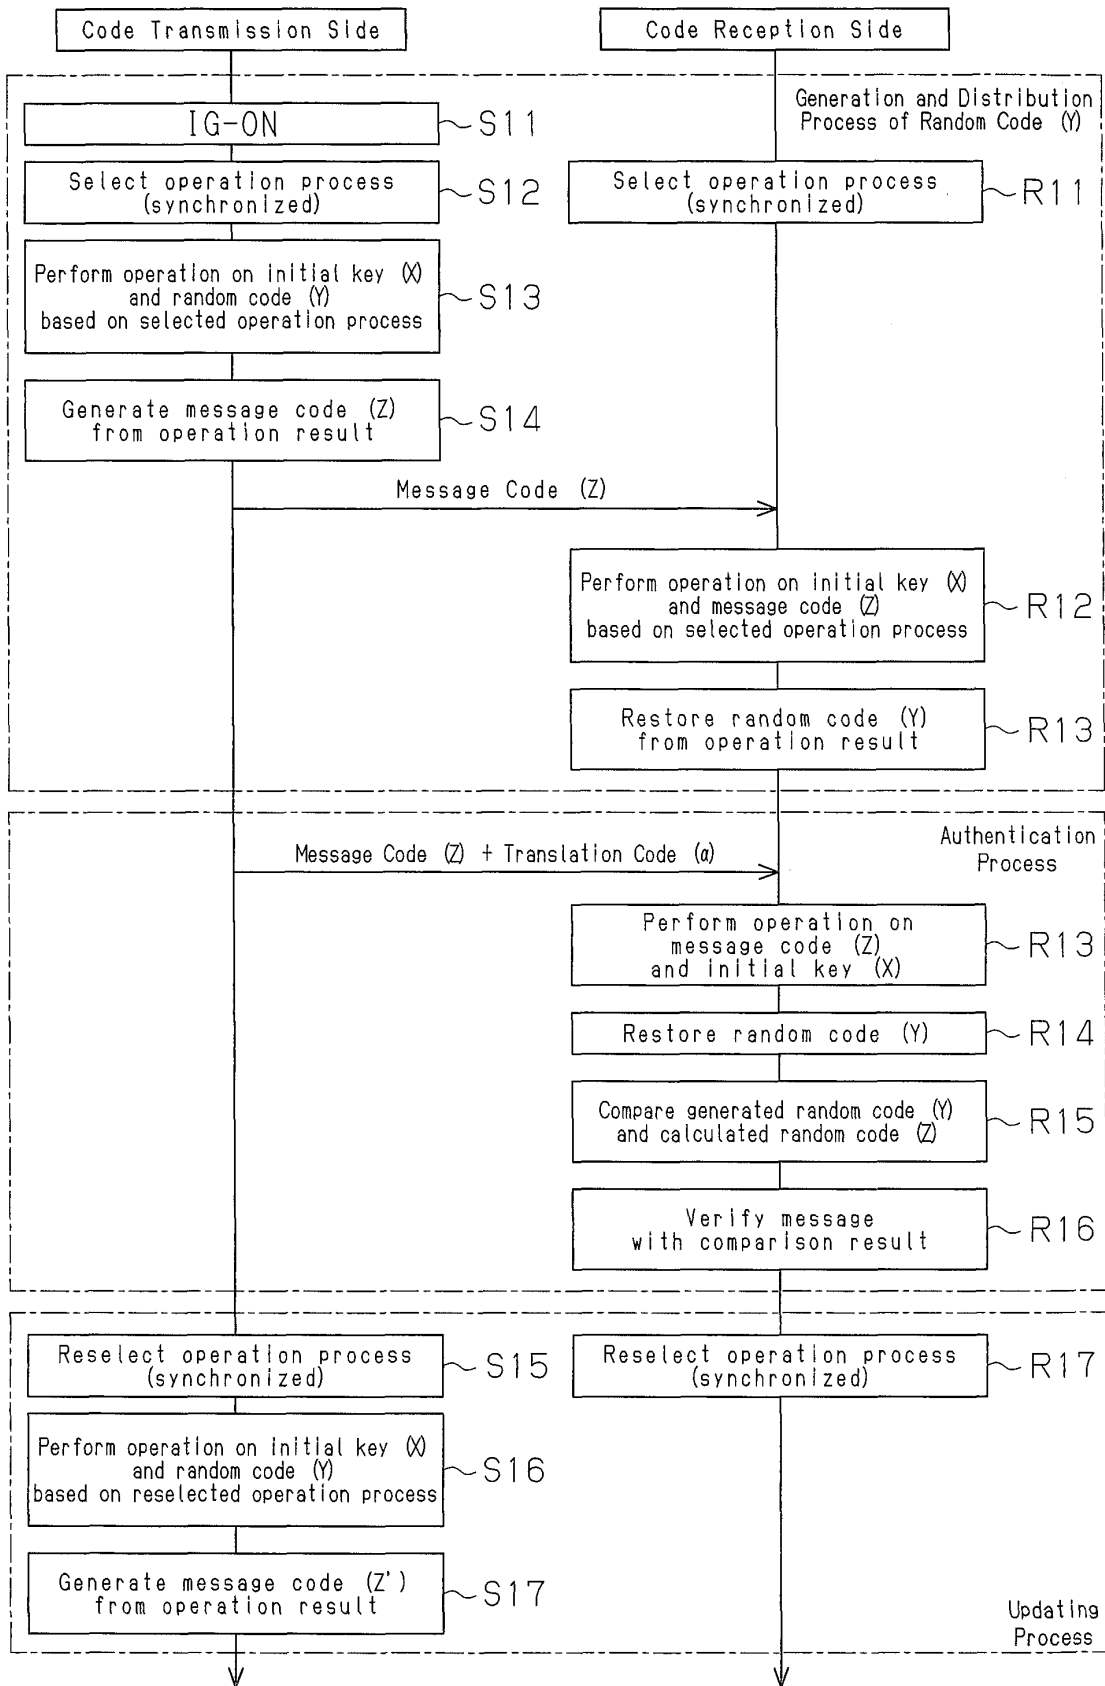 Code Transmission Side
Code Reception Side
Generation and Distribution
Process of Random Code (Y)
IG-ON
S11
Select operation process
(synchronized)
S12
Select operation process
(synchronized)
R11
Perform operation on initial key (X)
and random code (Y)
based on selected operation process
S13
Generate message code (Z)
from operation result
S14
Message Code (Z)
Perform operation on initial key (X)
and message code (Z)
based on selected operation process
R12
Restore random code (Y)
from operation result
R13
Authentication
Process
Message Code (Z) + Translation Code (α)
Perform operation on
message code (Z)
and initial key (X)
R13
Restore random code (Y)
R14
Compare generated random code (Y)
and calculated random code (Z)
R15
Verify message
with comparison result
R16
Reselect operation process
(synchronized)
S15
Reselect operation process
(synchronized)
R17
Perform operation on initial key (X)
and random code (Y)
based on reselected operation process
S16
Generate message code (Z')
from operation result
S17
Updating
Process